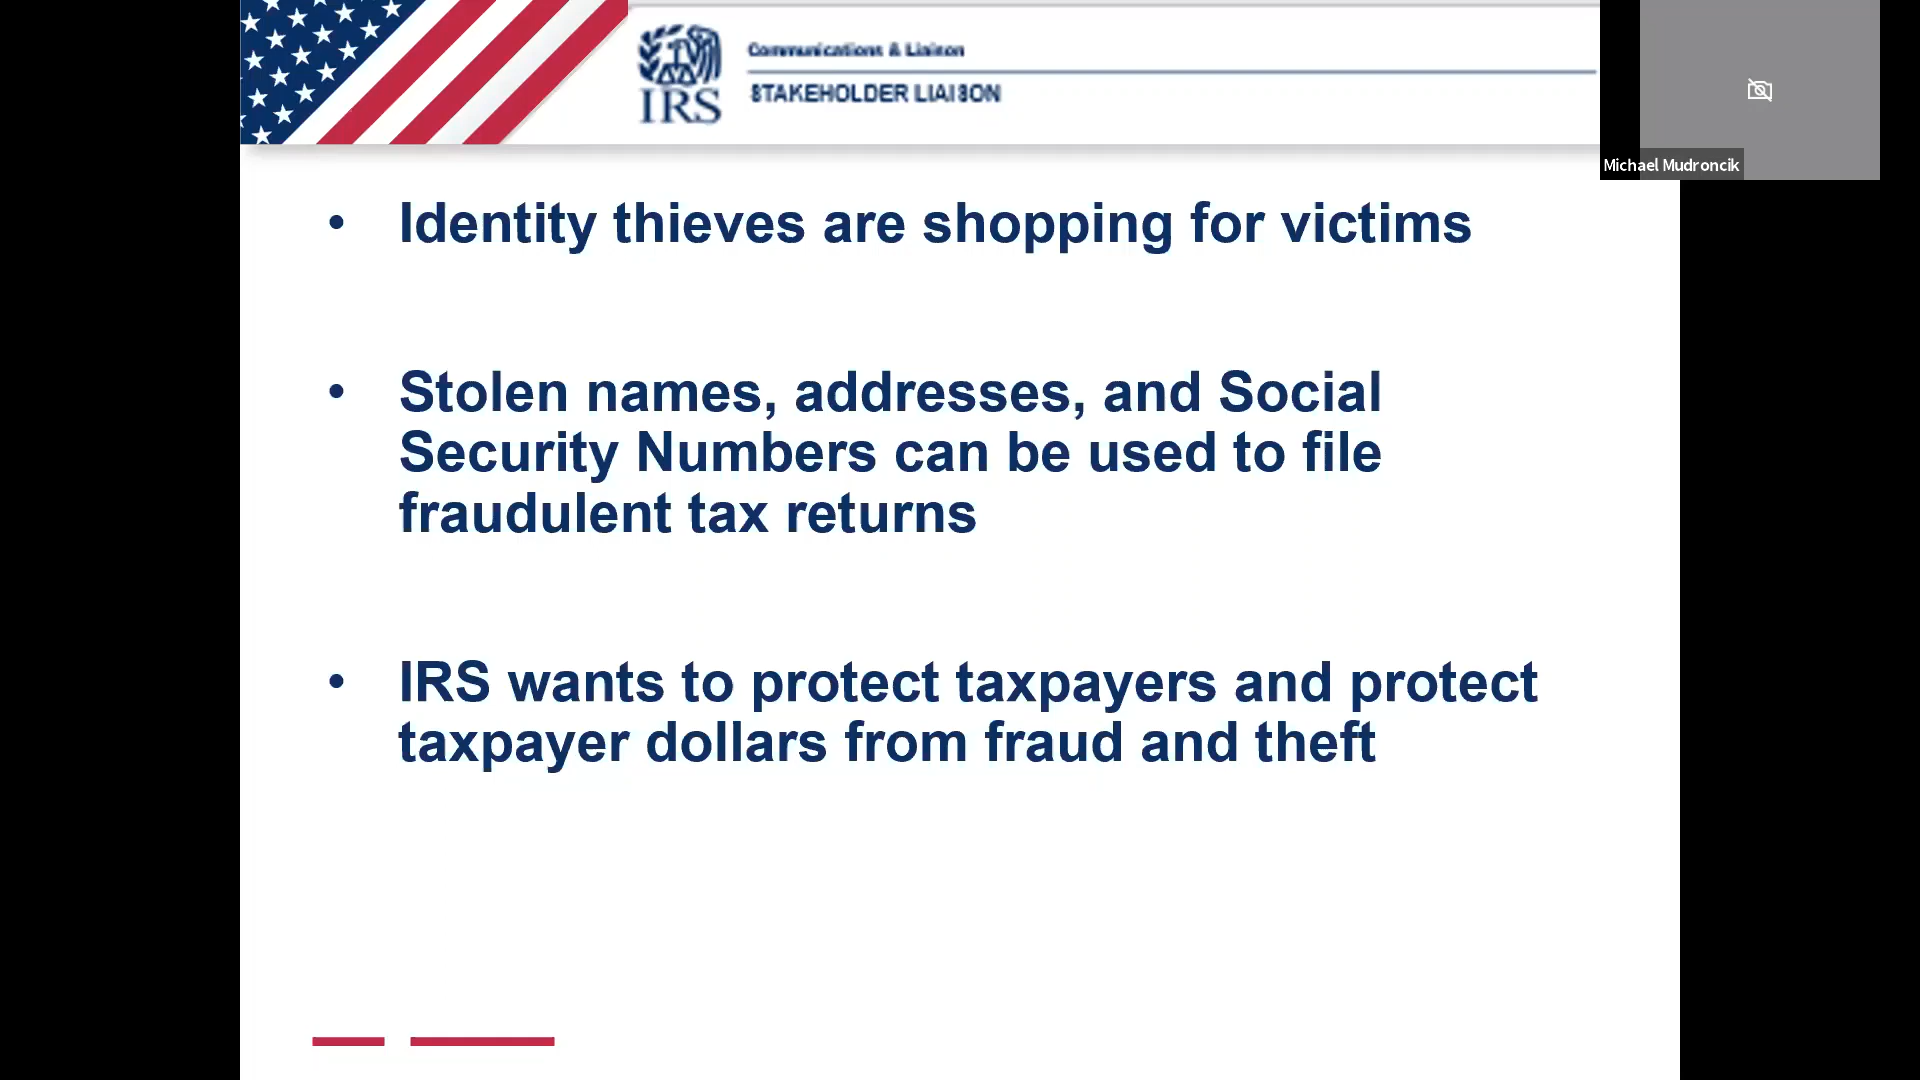 Communications & Liaison
IRS
STAKEHOLDER LIAISON
Michael Mudroncik
• Identity thieves are shopping for victims
• Stolen names, addresses, and Social
Security Numbers can be used to file
fraudulent tax returns
• IRS wants to protect taxpayers and protect
taxpayer dollars from fraud and theft